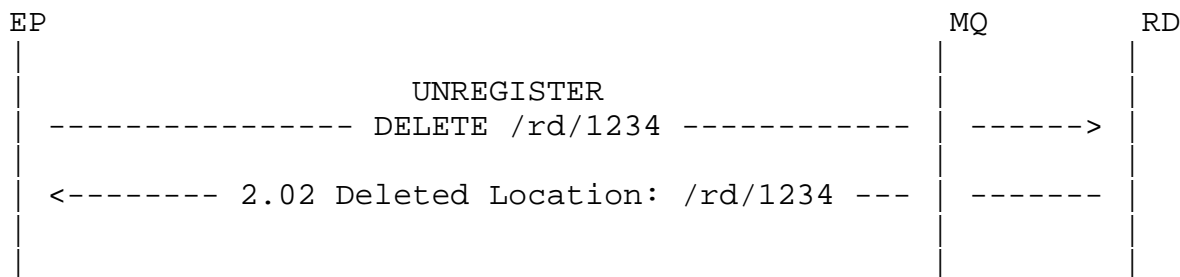 EP MQ RD
UNREGISTER
---------------- DELETE /rd/1234 ------------ | ------>
<-------- 2.02 Deleted Location: /rd/1234 --- | -------